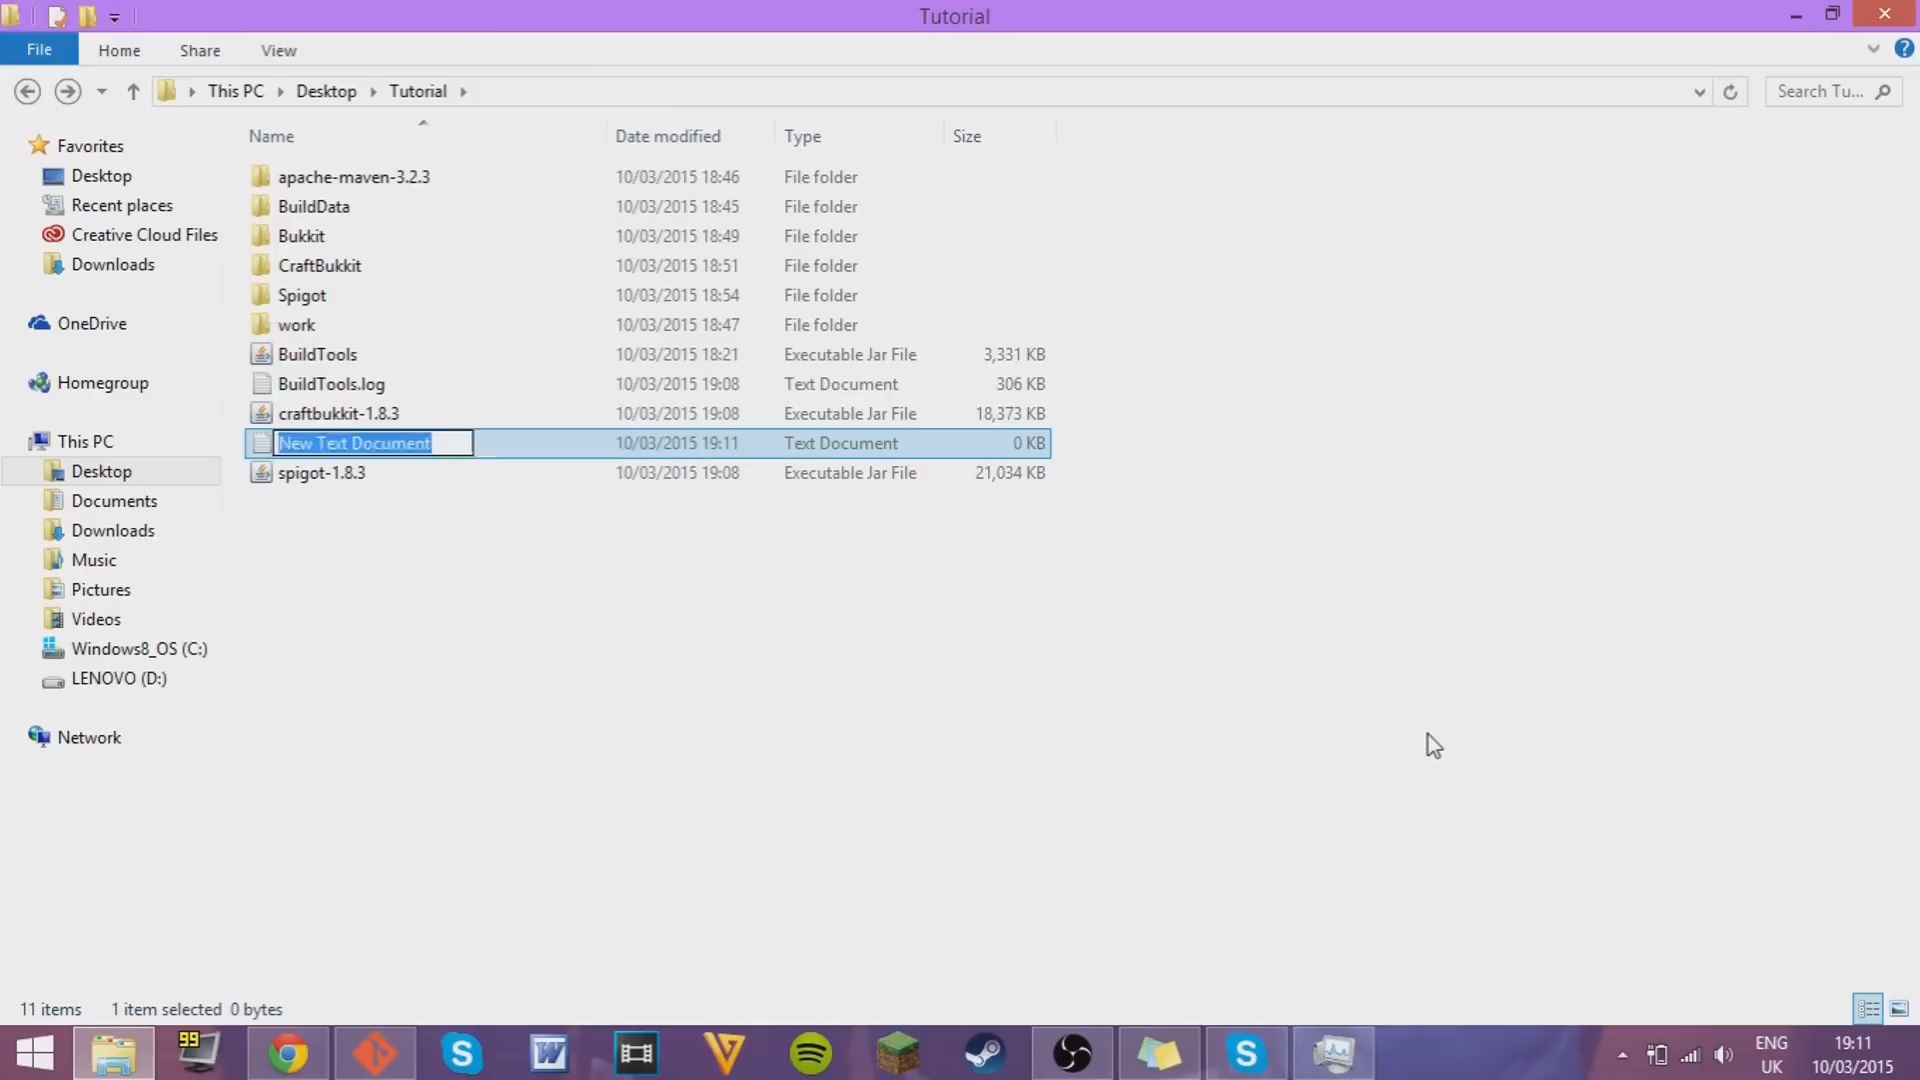 Tutorial
File Home Share View
This PC Desktop Tutorial
Search Tu...
Name Date modified Type Size
apache-maven-3.2.3 10/03/2015 18:46 File folder
BuildData 10/03/2015 18:45 File folder
Bukkit 10/03/2015 18:49 File folder
CraftBukkit 10/03/2015 18:51 File folder
Spigot 10/03/2015 18:54 File folder
work 10/03/2015 18:47 File folder
BuildTools 10/03/2015 18:21 Executable Jar File 3,331 KB
BuildTools.log 10/03/2015 19:08 Text Document 306 KB
craftbukkit-1.8.3 10/03/2015 19:08 Executable Jar File 18,373 KB
New Text Document 10/03/2015 19:11 Text Document 0 KB
spigot-1.8.3 10/03/2015 19:08 Executable Jar File 21,034 KB
Favorites
Desktop
Recent places
Creative Cloud Files
Downloads
OneDrive
Homegroup
This PC
Desktop
Documents
Downloads
Music
Pictures
Videos
Windows8_OS (C:)
LENOVO (D:)
Network
11 items 1 item selected 0 bytes
99
ENG
UK
19:11
10/03/2015